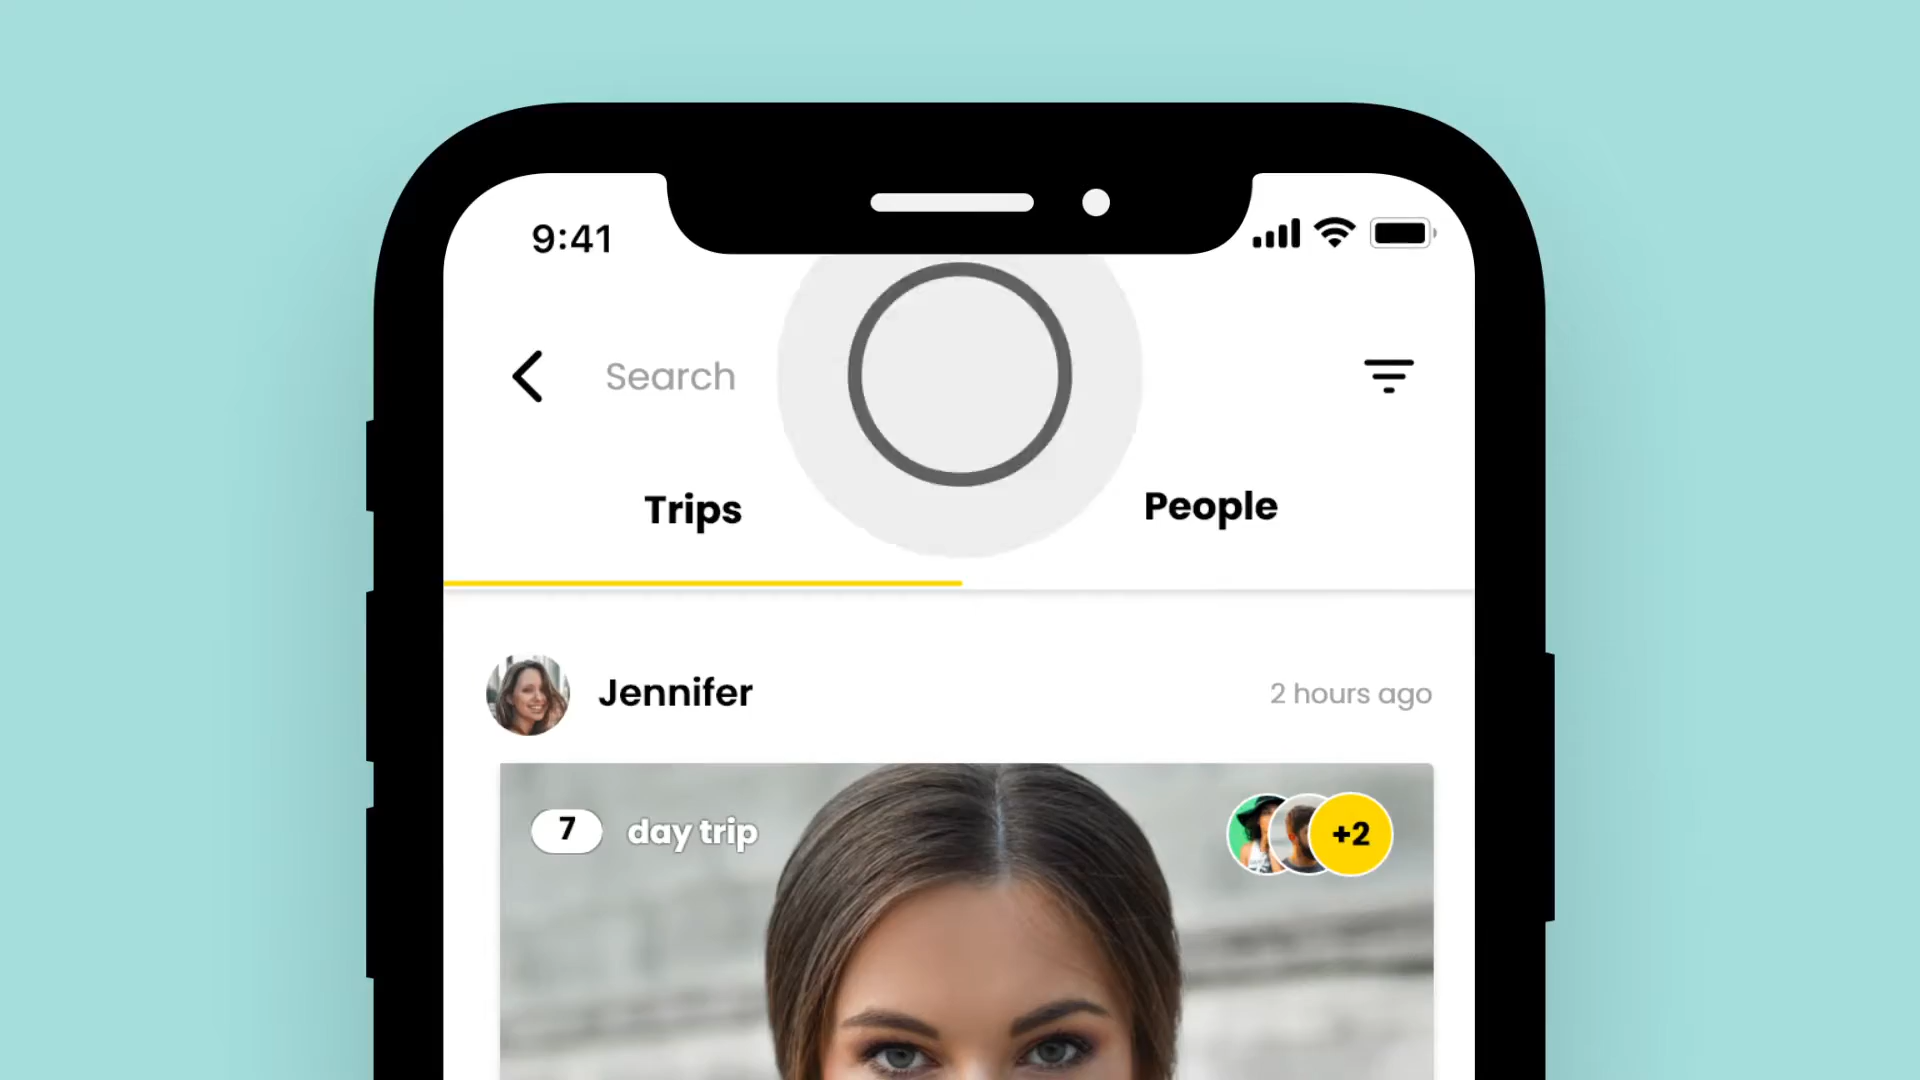 9:41
Search
Trips
People
Jennifer
2 hours ago
7 day trip
+2